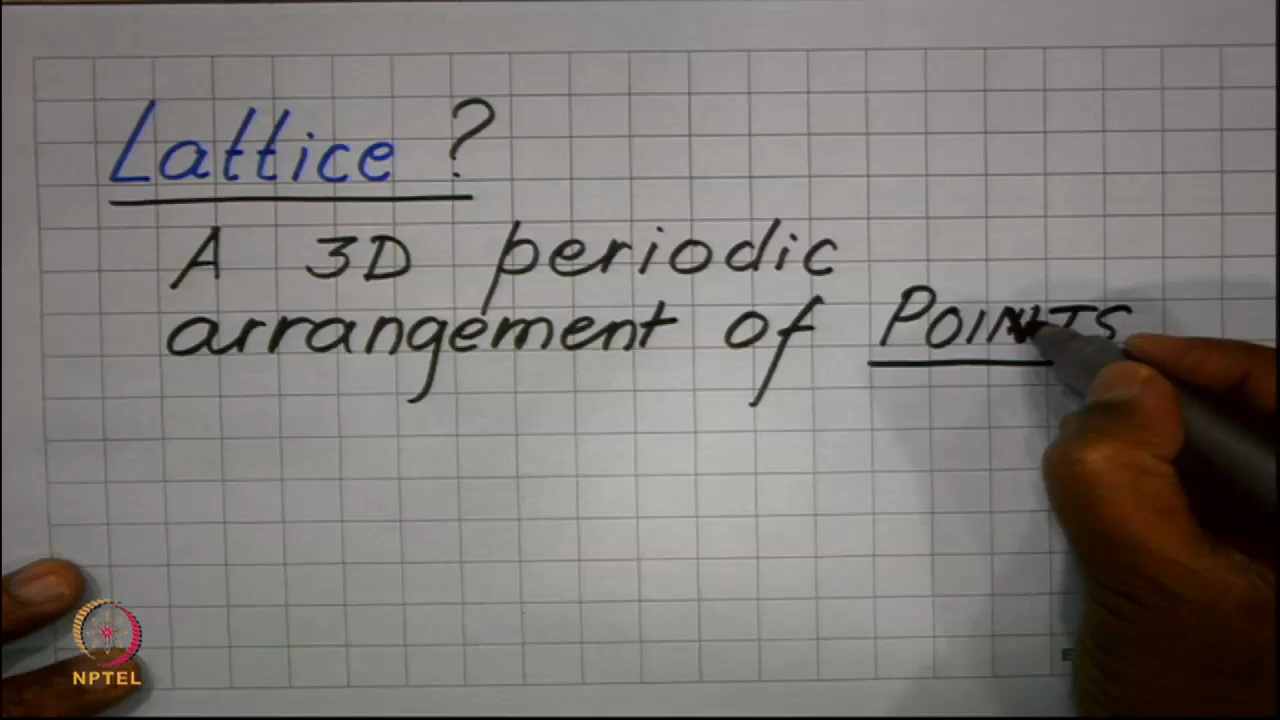 Lattice ?
A 3D periodic
arrangement of POINTS
NPTEL